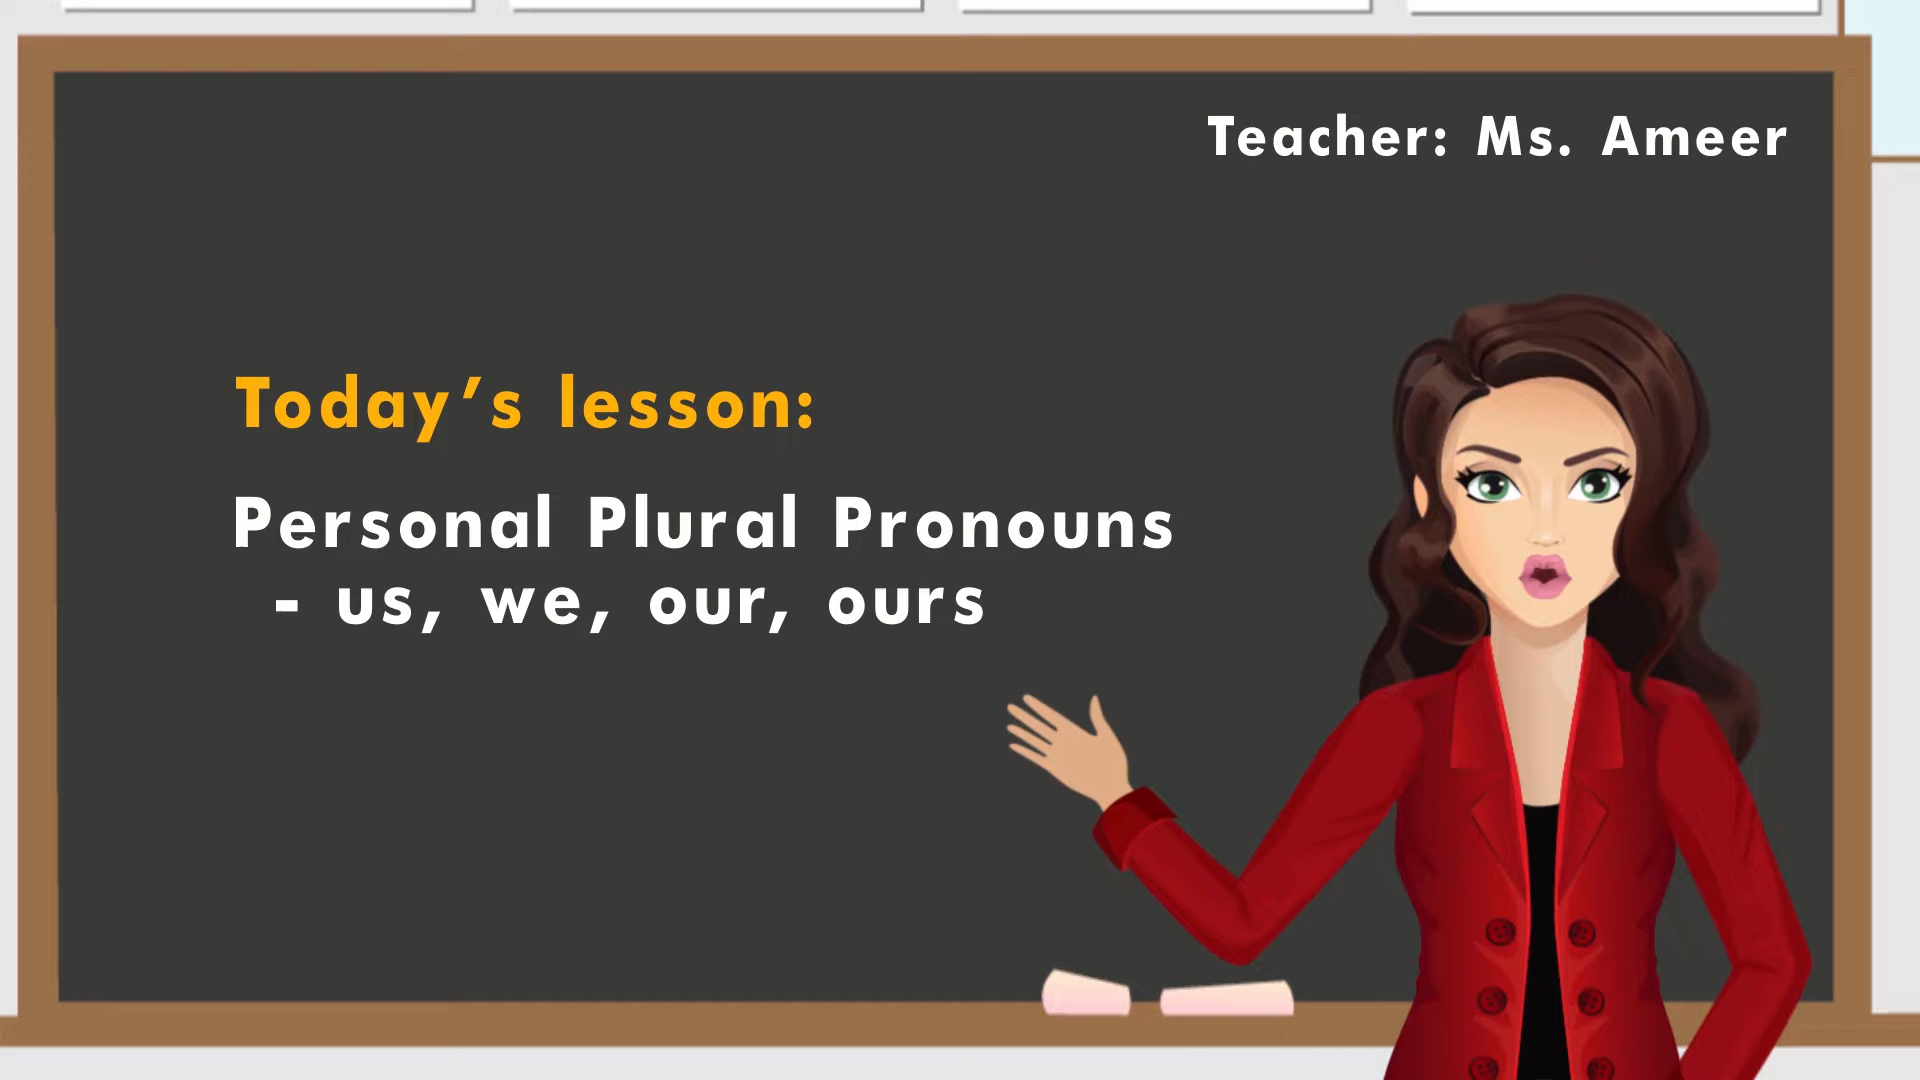 Teacher: Ms. Ameer
Today’s lesson:
Personal Plural Pronouns
- us, we, our, ours